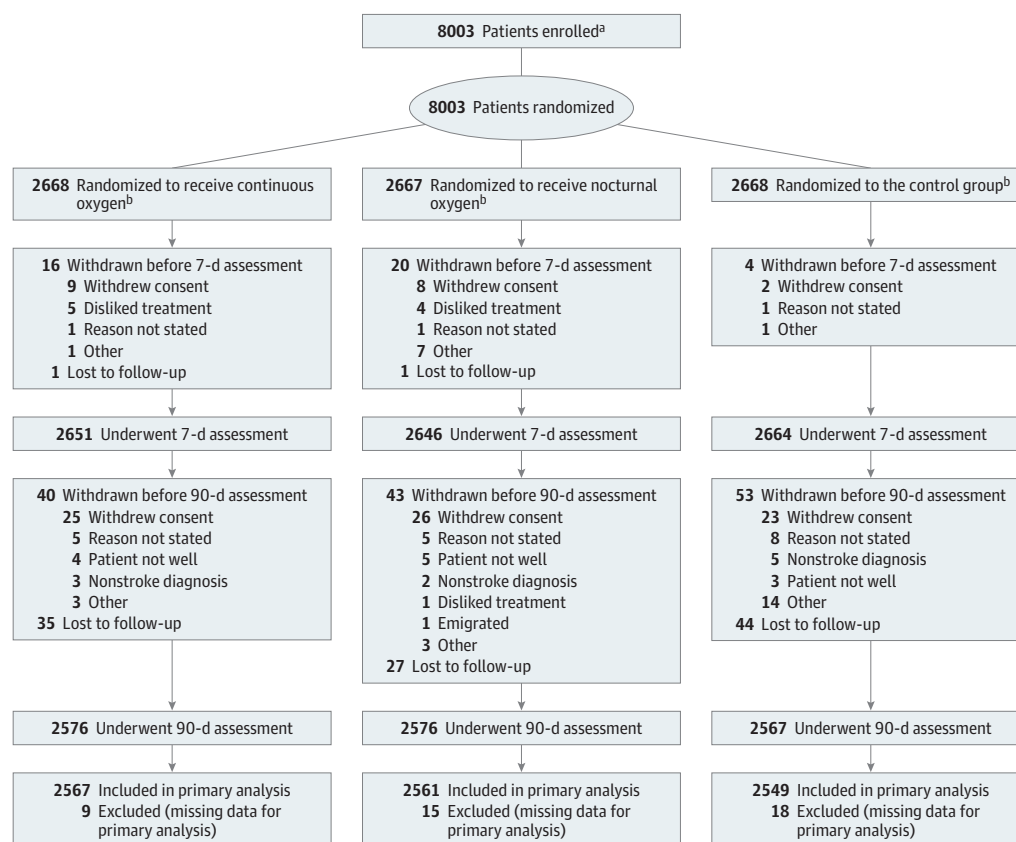 8003 Patients enrolledᵃ
8003 Patients randomized
2668 Randomized to receive continuous
oxygenᵇ
2667 Randomized to receive nocturnal
oxygenᵇ
2668 Randomized to the control groupᵇ
16 Withdrawn before 7-d assessment
9 Withdrew consent
5 Disliked treatment
1 Reason not stated
1 Other
1 Lost to follow-up
20 Withdrawn before 7-d assessment
8 Withdrew consent
4 Disliked treatment
1 Reason not stated
7 Other
1 Lost to follow-up
4 Withdrawn before 7-d assessment
2 Withdrew consent
1 Reason not stated
1 Other
2651 Underwent 7-d assessment
2646 Underwent 7-d assessment
2664 Underwent 7-d assessment
40 Withdrawn before 90-d assessment
25 Withdrew consent
5 Reason not stated
4 Patient not well
3 Nonstroke diagnosis
3 Other
35 Lost to follow-up
43 Withdrawn before 90-d assessment
26 Withdrew consent
5 Reason not stated
5 Patient not well
2 Nonstroke diagnosis
1 Disliked treatment
1 Emigrated
3 Other
27 Lost to follow-up
53 Withdrawn before 90-d assessment
23 Withdrew consent
8 Reason not stated
5 Nonstroke diagnosis
3 Patient not well
14 Other
44 Lost to follow-up
2576 Underwent 90-d assessment
2576 Underwent 90-d assessment
2567 Underwent 90-d assessment
2567 Included in primary analysis
9 Excluded (missing data for
primary analysis)
2561 Included in primary analysis
15 Excluded (missing data for
primary analysis)
2549 Included in primary analysis
18 Excluded (missing data for
primary analysis)